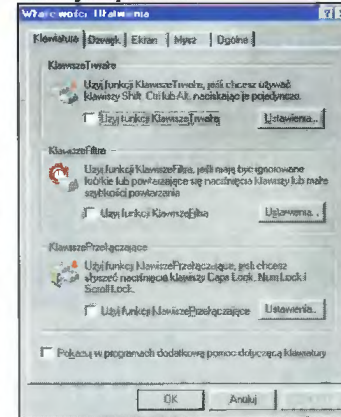 Właściwości: Ułatwienia
Klawiatura Dźwięk Ekran Mysz Ogólne
KlawiszeTrwałe
Użyj funkcji KlawiszeTrwałe, jeśli chcesz używać
klawiszy Shift, Ctrl lub Alt, naciskając je pojedynczo.
Użyj funkcji KlawiszeTrwałe
Ustawienia...
KlawiszeFiltru
Użyj funkcji KlawiszeFiltra, jeśli mają być ignorowane
krótkie lub powtarzające się naciśnięcia klawiszy lub małe
szybkości powtarzania
Użyj funkcji KlawiszeFiltra
Ustawienia...
KlawiszePrzełączające
Użyj funkcji KlawiszePrzełączające, jeśli chcesz
słyszeć naciśnięcia klawiszy Caps Lock, Num Lock i
Scroll Lock.
Użyj funkcji KlawiszePrzełączające
Ustawienia...
Pokazuj w programach dodatkową pomoc dotyczącą klawiatury
OK
Anuluj